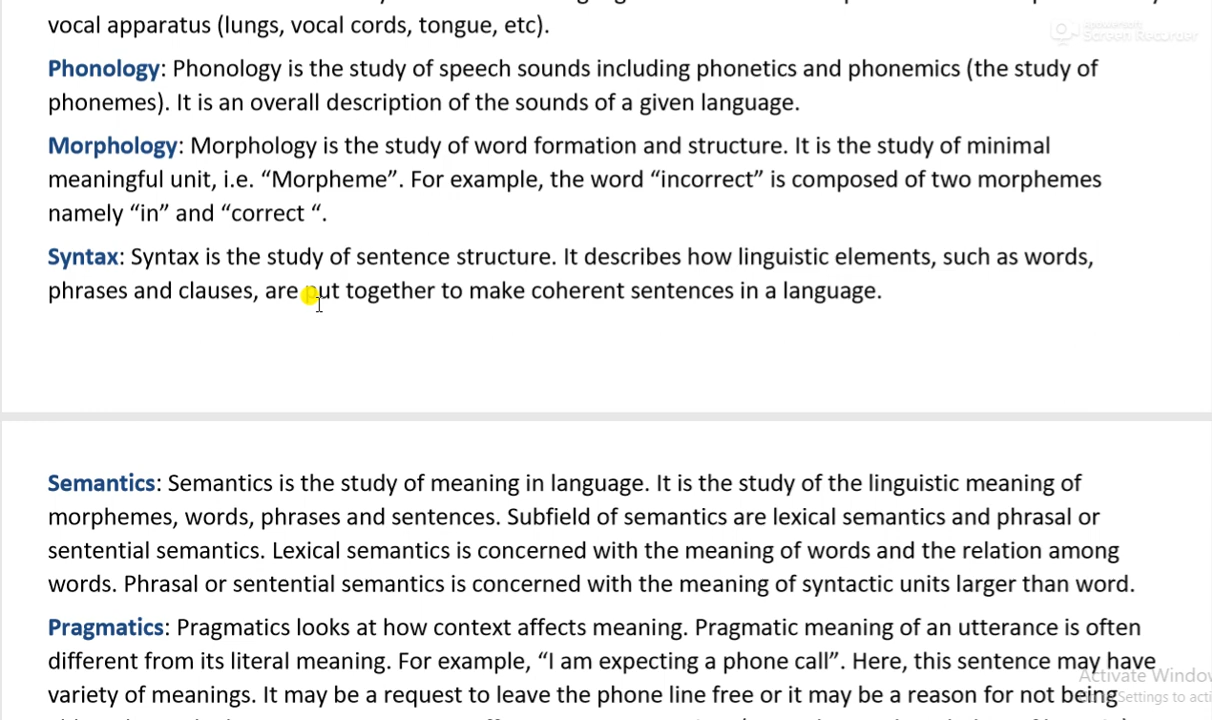 vocal apparatus (lungs, vocal cords, tongue, etc).
Screen Recorder
Phonology: Phonology is the study of speech sounds including phonetics and phonemics (the study of
phonemes). It is an overall description of the sounds of a given language.
Morphology: Morphology is the study of word formation and structure. It is the study of minimal
meaningful unit, i.e. “Morpheme”. For example, the word “incorrect” is composed of two morphemes
namely “in” and “correct “.
Syntax: Syntax is the study of sentence structure. It describes how linguistic elements, such as words,
phrases and clauses, are put together to make coherent sentences in a language.
Semantics: Semantics is the study of meaning in language. It is the study of the linguistic meaning of
morphemes, words, phrases and sentences. Subfield of semantics are lexical semantics and phrasal or
sentential semantics. Lexical semantics is concerned with the meaning of words and the relation among
words. Phrasal or sentential semantics is concerned with the meaning of syntactic units larger than word.
Pragmatics: Pragmatics looks at how context affects meaning. Pragmatic meaning of an utterance is often
different from its literal meaning. For example, “I am expecting a phone call”. Here, this sentence may have
Activate Window
variety of meanings. It may be a request to leave the phone line free or it may be a reason for not being
Settings to acti